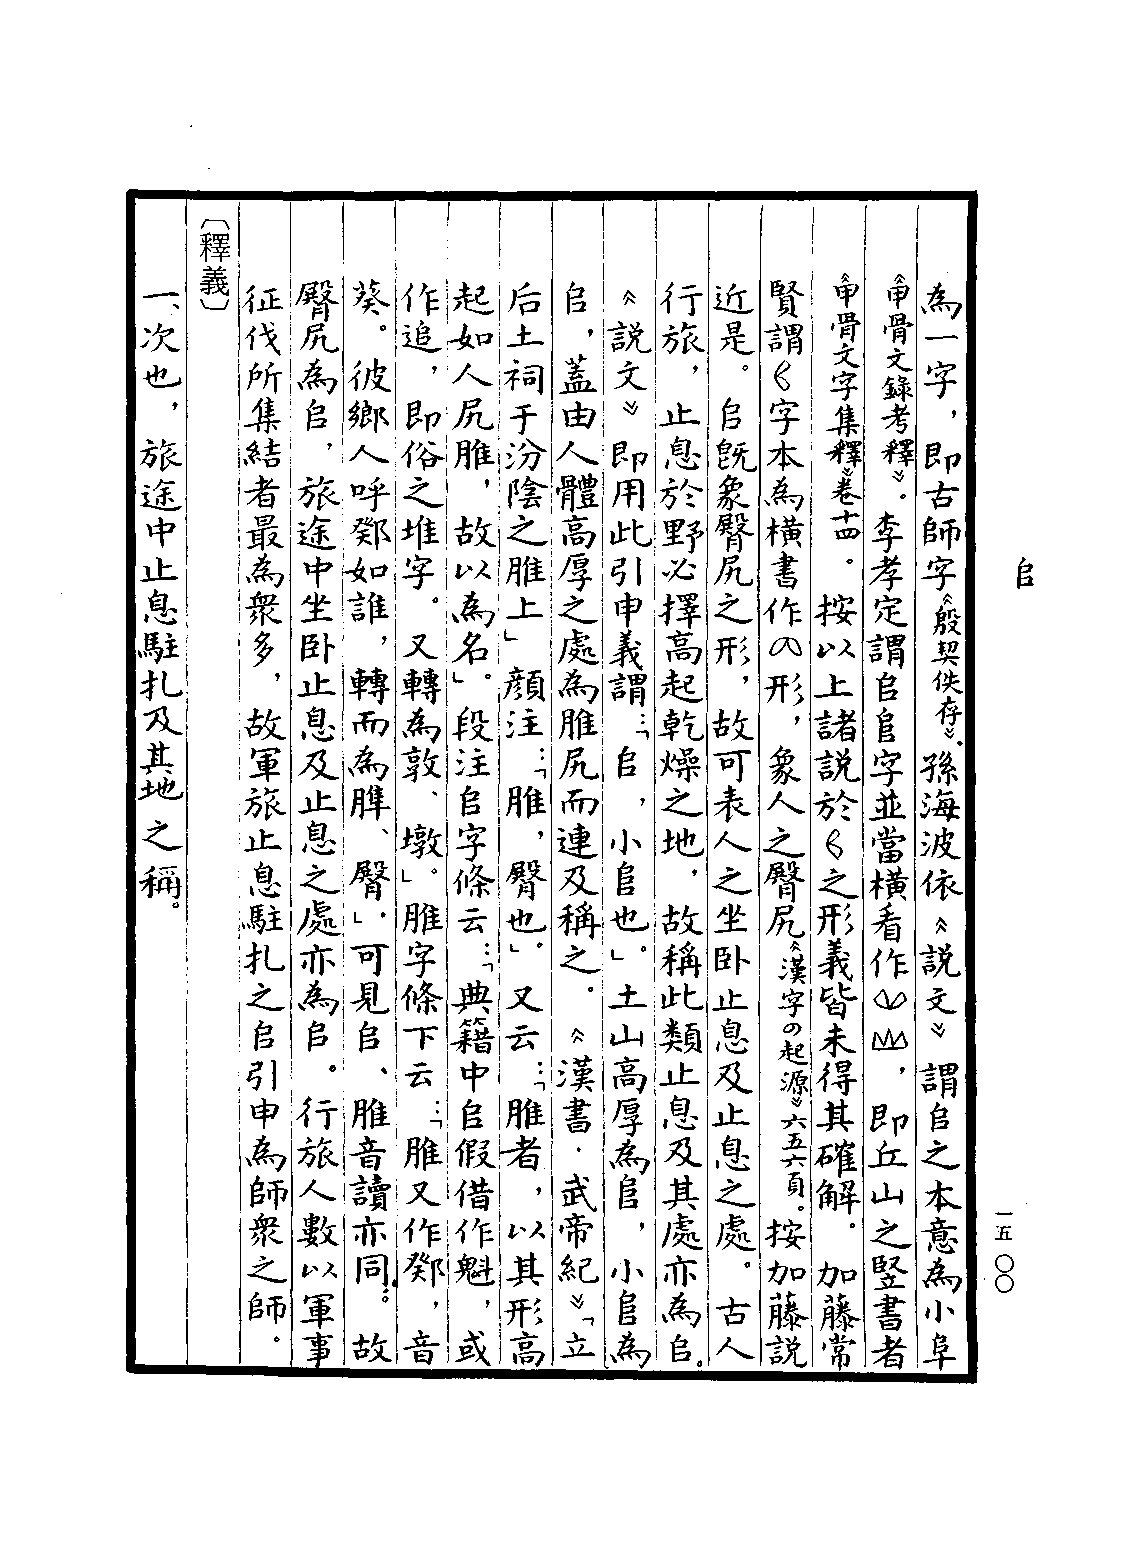 𠂤
一五〇〇
為一字，即古師字《殷契佚存》。孫海波依《說文》謂𠂤之本意為小阜
《甲骨文錄考釋》。李孝定謂𠂤𨸏字並當橫看作，即丘山之竪書者
《甲骨文字集釋》卷十四。按以上諸說於之形義皆未得其確解。加藤常
賢謂字本為橫書作形，象人之臀尻《漢字の起源》六五六頁。按加藤說
近是。𠂤既象臀尻之形，故可表人之坐卧止息及止息之處。古人
行旅，止息於野必擇高起乾燥之地，故稱此類止息及其處亦為𠂤。
《說文》即用此引申義謂：「𠂤，小𨸏也」。土山高厚為𨸏，小𨸏為
𠂤，蓋由人體高厚之處為脽尻而連及稱之。《漢書·武帝紀》「立
后土祠于汾陰之脽上」顏注：「脽，臀也」。又云：「脽者，以其形高
起如人尻脽，故以為名」。段注𠂤字條云：「典籍中𠂤假借作魁，或
作追，即俗之堆字。又轉為敦、墩」。脽字條下云：「脽又作鄈，音
葵。彼鄉人呼鄈如誰，轉而為脾、臀」，可見𠂤、脽音讀亦同。故
臀尻為𠂤，旅途中坐卧止息及止息之處亦為𠂤。行旅人數以軍事
征伐所集結者最為衆多，故軍旅止息駐扎之𠂤引申為師衆之師。
〔釋義〕
一、次也，旅途中止息駐扎及其地之稱。